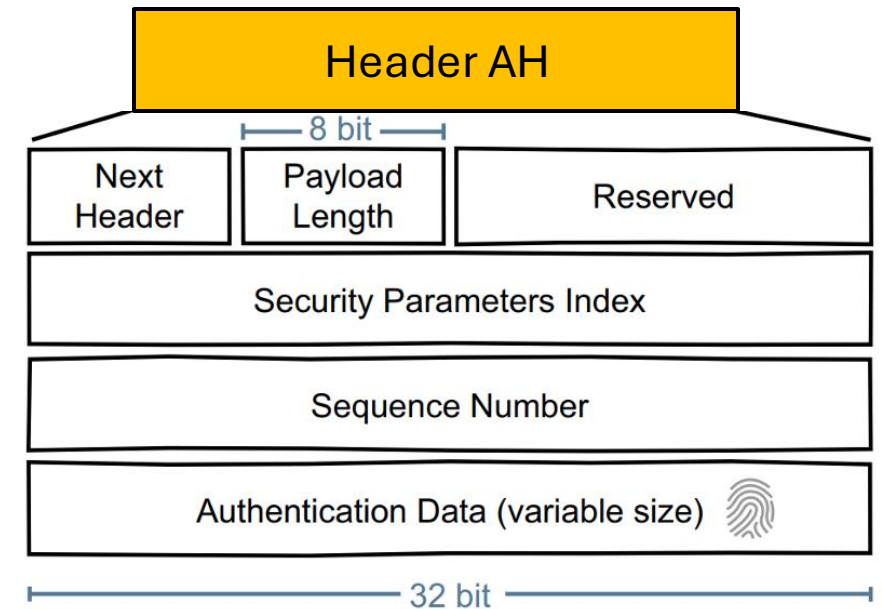 Header AH
8 bit
Next
Header
Payload
Length
Reserved
Security Parameters Index
Sequence Number
Authentication Data (variable size)
32 bit